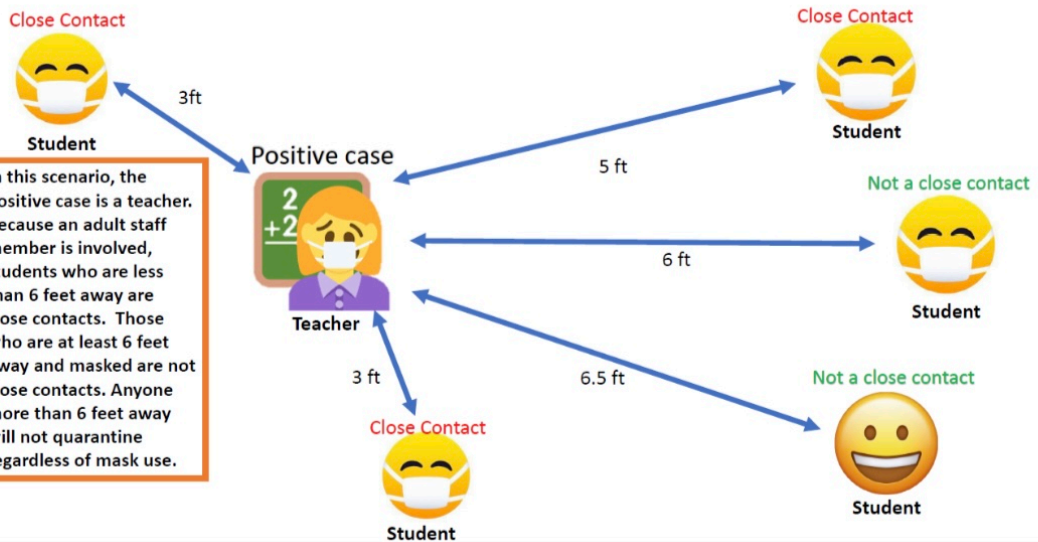 Close Contact
Close Contact
3ft
Student
Student
Positive case
5 ft
Not a close contact
2
+2
6 ft
Student
Teacher
n this scenario, the
ositive case is a teacher.
ecause an adult staff
member is involved,
tudents who are less
han 6 feet away are
ose contacts. Those
who are at least 6 feet
way and masked are not
ose contacts. Anyone
more than 6 feet away
will not quarantine
egardless of mask use.
3 ft
6.5 ft
Not a close contact
Close Contact
Student
Student